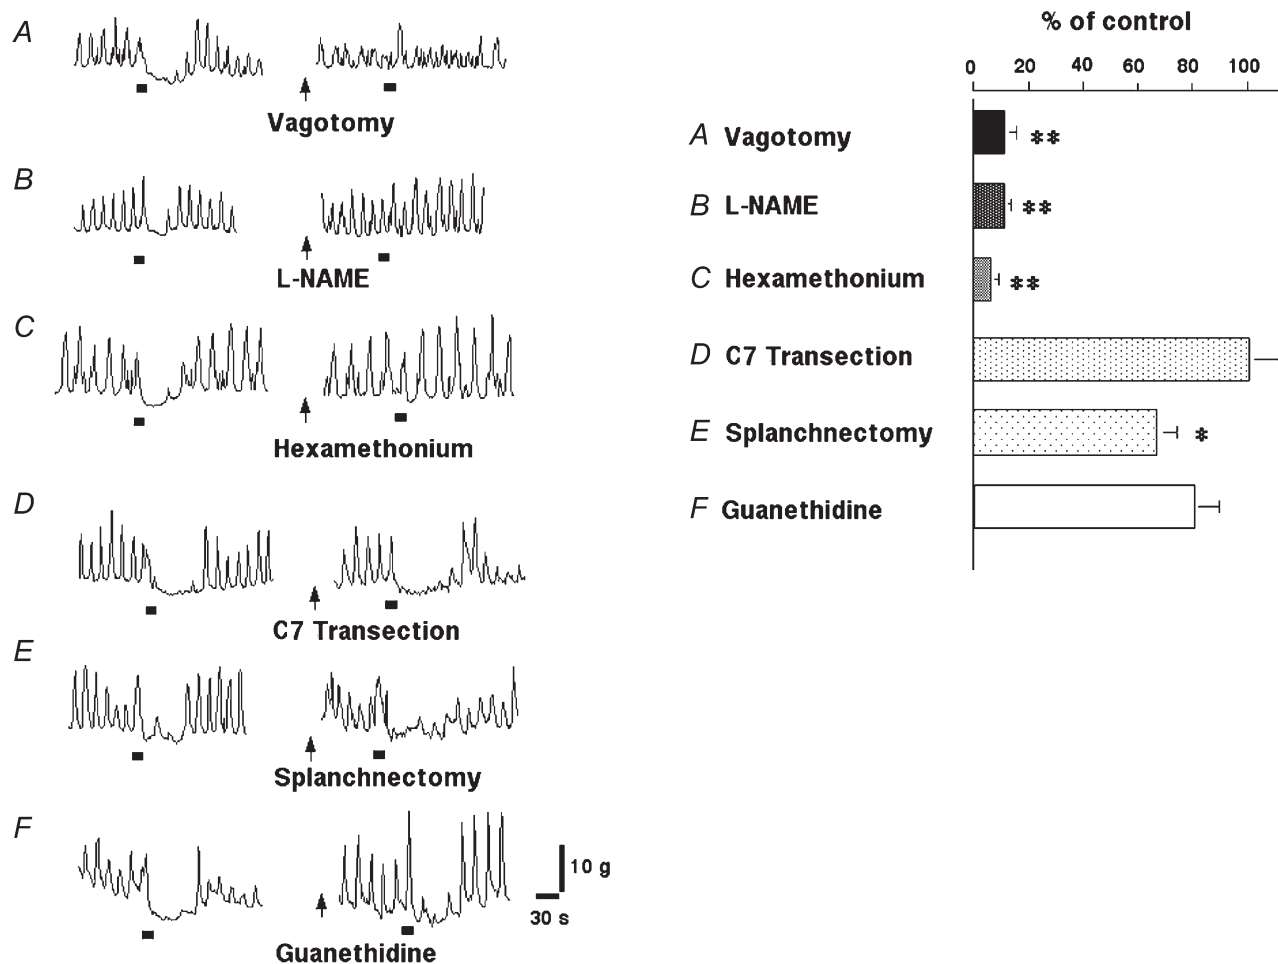 A
Vagotomy
B
L-NAME
C
Hexamethonium
D
C7 Transection
E
Splanchnectomy
F
10 g
30 s
Guanethidine
% of control
0 20 40 60 80 100
A Vagotomy **
B L-NAME **
C Hexamethonium **
D C7 Transection
E Splanchnectomy *
F Guanethidine